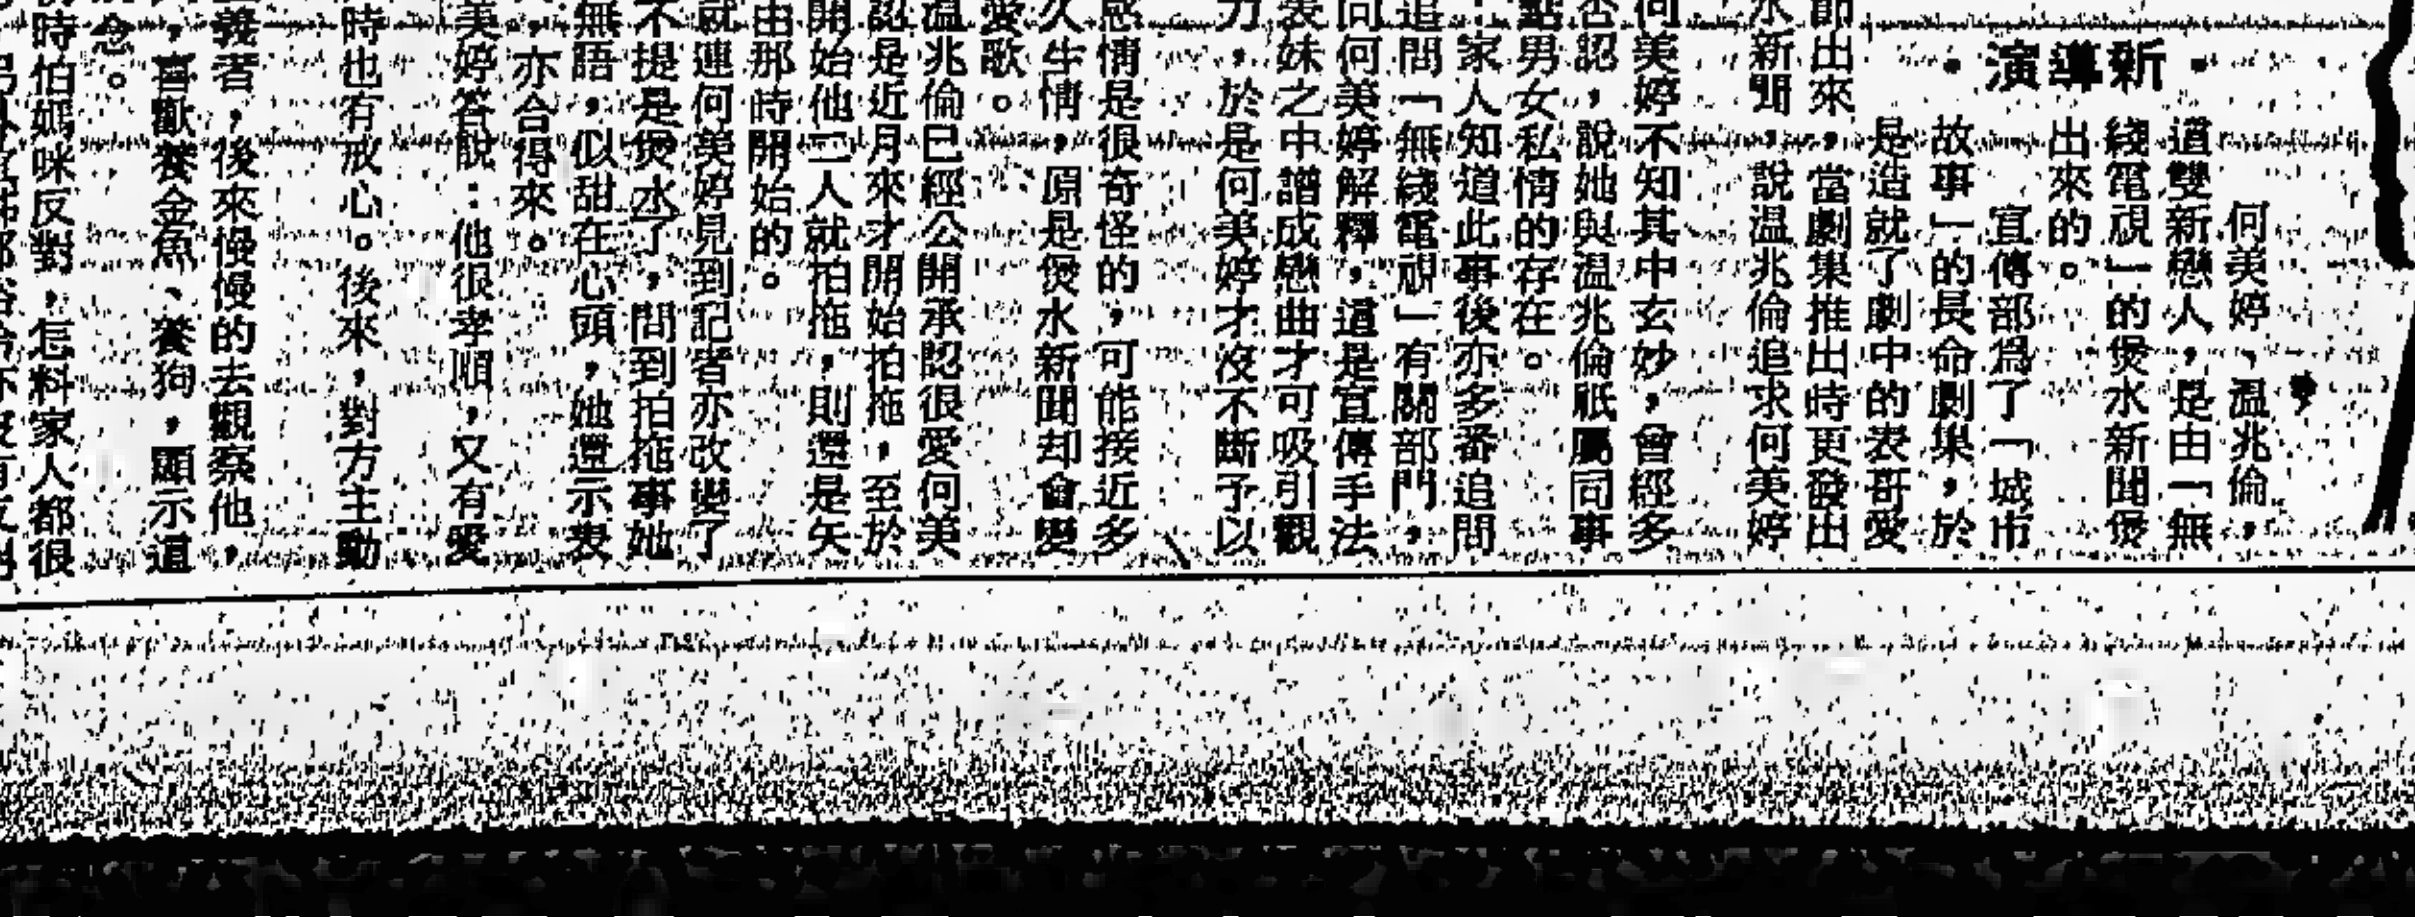 ・新導演・
何美婷，温兆倫，
道雙新戀人，是由「無
綫電視」的煲水新聞煲
出來的。
宣傳部爲了「城市
故事」的長命劇集，於
是造就了劇中的表哥愛
出來，當劇集推出時更發出
水新聞，說温兆倫追求何美婷
何美婷不知其中玄妙，曾經多
否認，說她與温兆倫祇屬同事
點男女私情的存在。
家人知道此事後亦多番追問
追問「無綫電視」有關部門，
向何美婷解釋，這是宣傳手法
表妹之中譜成戀曲才可吸引觀
力，於是何美婷才沒不斷予以
感情是很奇怪的，可能接近多
久生情，原是煲水新聞却會變
愛歌。
温兆倫已經公開承認很愛何美
認是近月來才開始拍拖，至於
開始他二人就拍拖，則還是矢
由那時開始的。
就連何美婷見到記者亦改變了
不提是煲水了，問到拍拖事她
無語，似甜在心頭，她還示表
，亦合得來。
美婷答說：他很孝順，又有愛
時也有戒心。後來，對方主動
義者，後來慢慢的去觀察他，
，喜歡養金魚、養狗，顯示這
念。
時怕媽咪反對，怎料家人都很